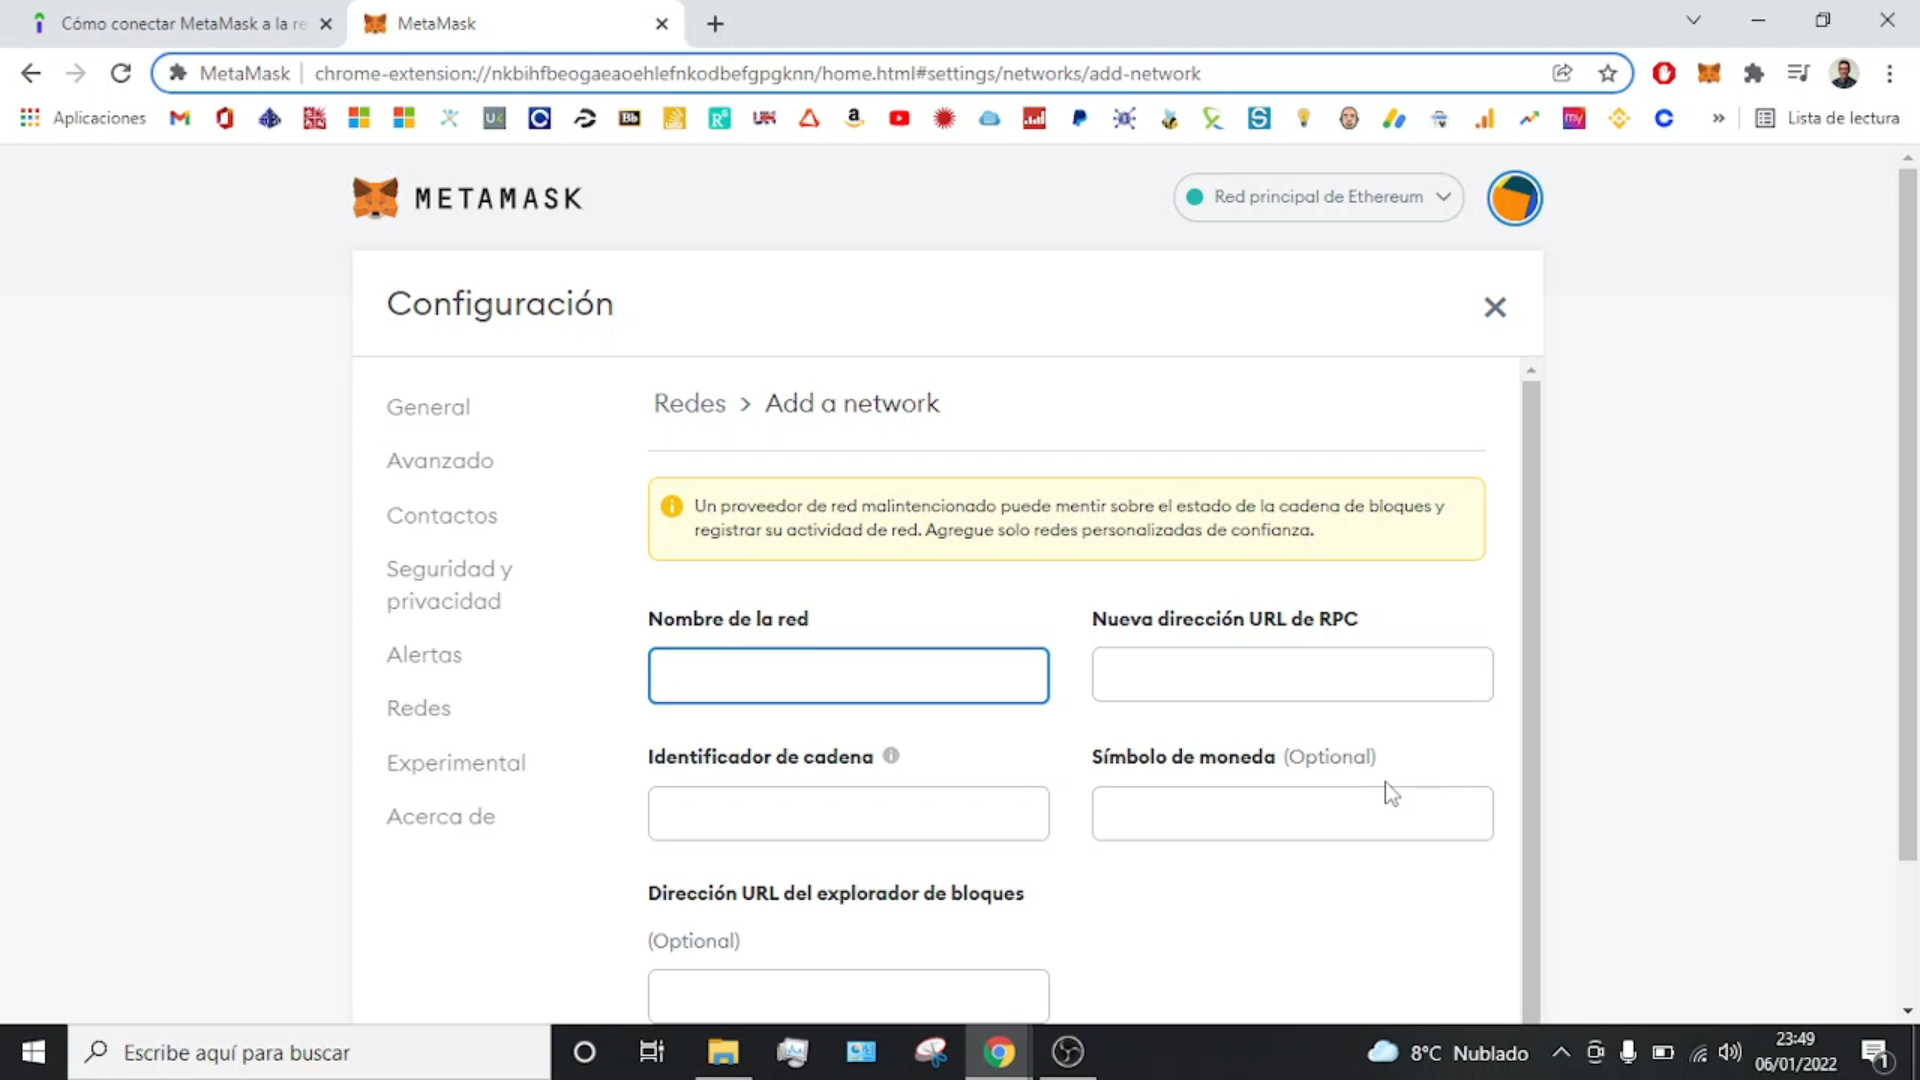 Cómo conectar MetaMask a la re
MetaMask
MetaMask
chrome-extension://nkbihfbeogaeaoehlefnkodbefgpgknn/home.html#settings/networks/add-network
Aplicaciones
U4
Bb
R
a
my
Lista de lectura
METAMASK
Red principal de Ethereum
Configuración
General
Avanzado
Contactos
Seguridad y
privacidad
Alertas
Redes
Experimental
Acerca de
Redes > Add a network
Un proveedor de red malintencionado puede mentir sobre el estado de la cadena de bloques y
registrar su actividad de red. Agregue solo redes personalizadas de confianza.
Nombre de la red
Nueva dirección URL de RPC
Identificador de cadena
Símbolo de moneda (Optional)
Dirección URL del explorador de bloques
(Optional)
Escribe aquí para buscar
8°C Nublado
23:49
06/01/2022
1